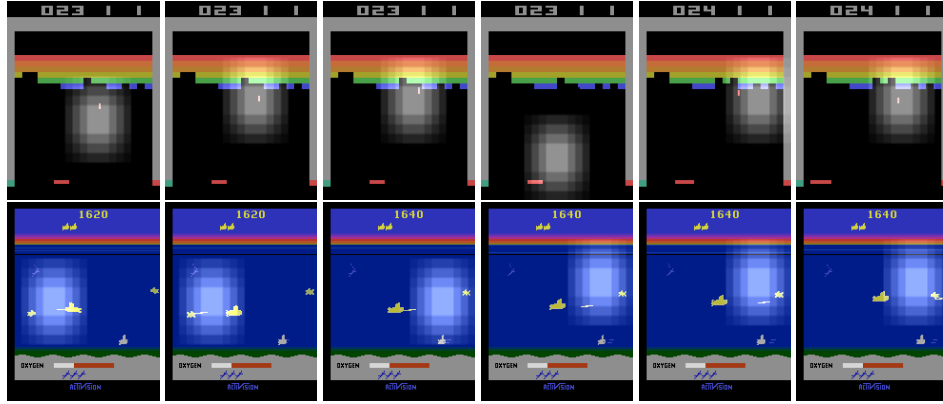 023 1 1
023 1 1
023 1 1
023 1 1
024 1 1
024 1 1
1620
1620
1640
1640
1640
1640
OXYGEN
OXYGEN
OXYGEN
OXYGEN
OXYGEN
OXYGEN
ACTIVISION
ACTIVISION
ACTIVISION
ACTIVISION
ACTIVISION
ACTIVISION